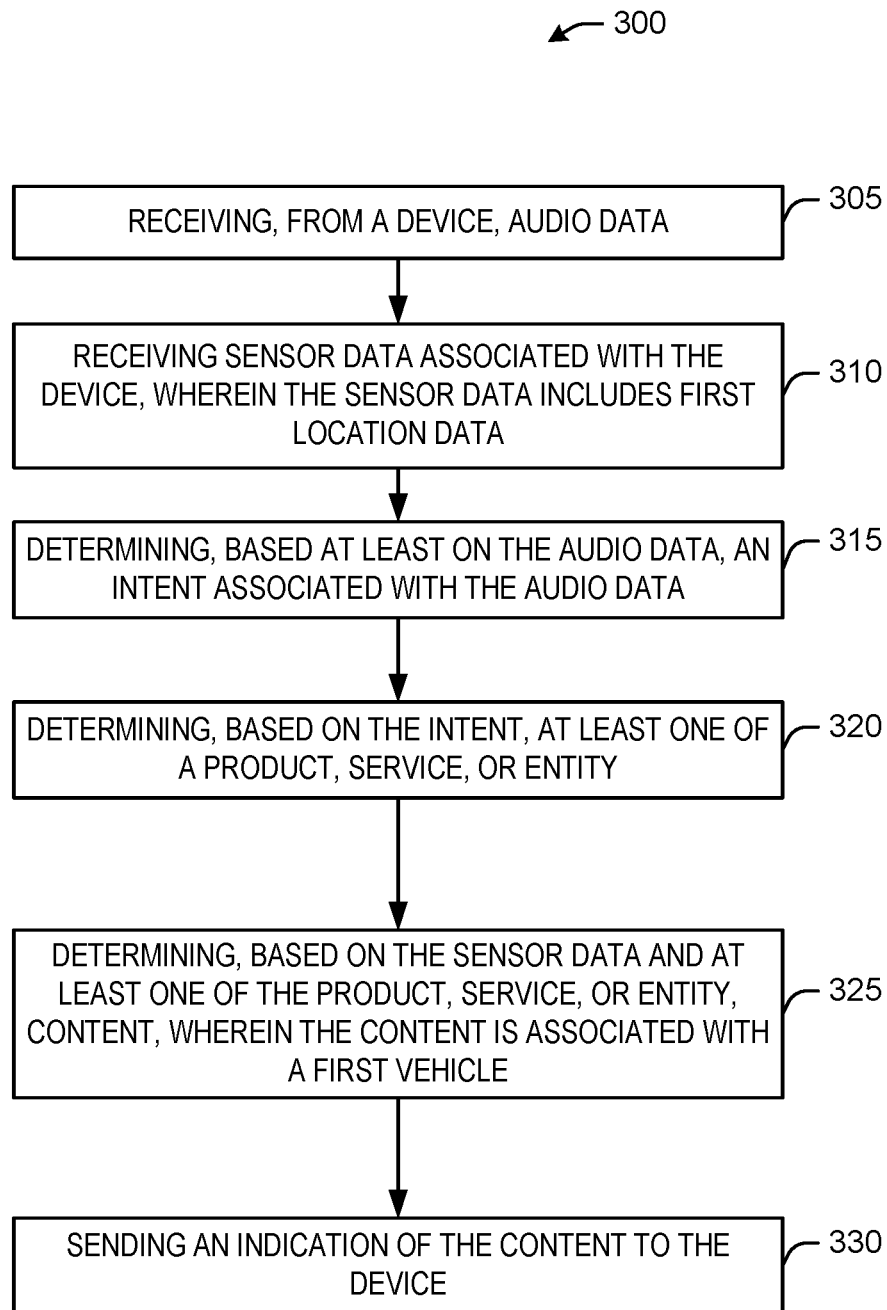 300
RECEIVING, FROM A DEVICE, AUDIO DATA
305
RECEIVING SENSOR DATA ASSOCIATED WITH THE
DEVICE, WHEREIN THE SENSOR DATA INCLUDES FIRST
LOCATION DATA
310
DETERMINING, BASED AT LEAST ON THE AUDIO DATA, AN
INTENT ASSOCIATED WITH THE AUDIO DATA
315
DETERMINING, BASED ON THE INTENT, AT LEAST ONE OF
A PRODUCT, SERVICE, OR ENTITY
320
DETERMINING, BASED ON THE SENSOR DATA AND AT
LEAST ONE OF THE PRODUCT, SERVICE, OR ENTITY,
CONTENT, WHEREIN THE CONTENT IS ASSOCIATED WITH
A FIRST VEHICLE
325
SENDING AN INDICATION OF THE CONTENT TO THE
DEVICE
330